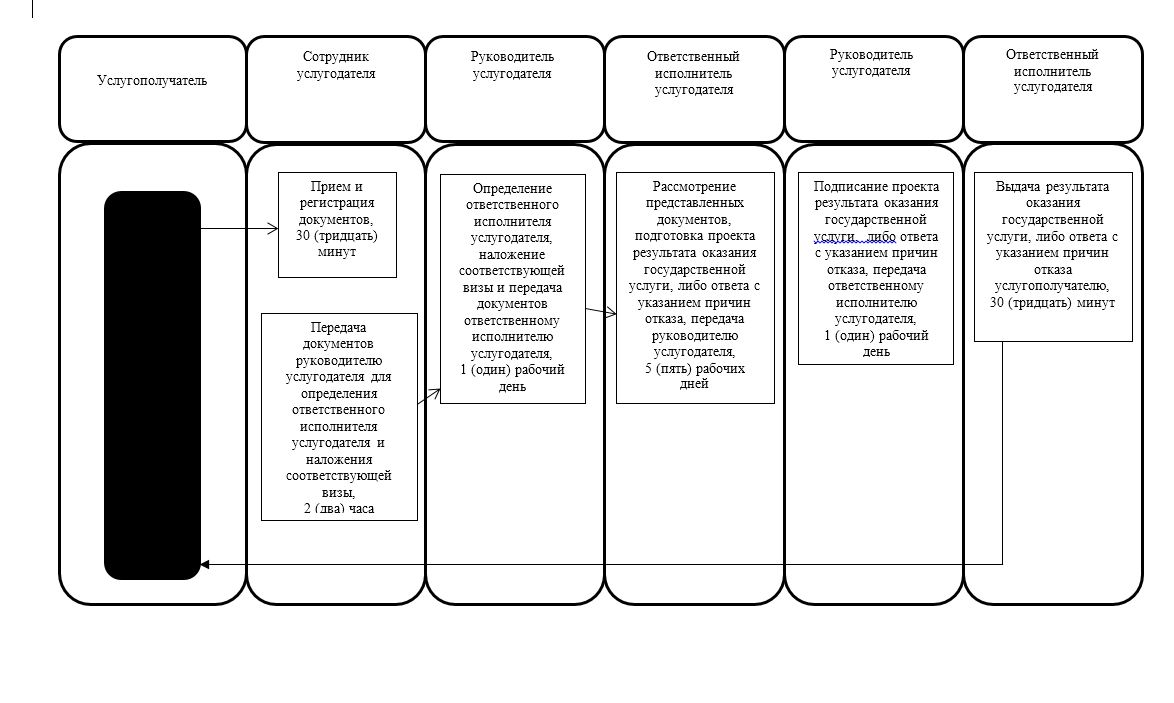 Услугополучатель
Сотрудник
услугодателя
Руководитель
услугодателя
Ответственный
исполнитель
услугодателя
Руководитель
услугодателя
Ответственный
исполнитель
услугодателя
Прием и
регистрация
документов,
30 (тридцать)
минут
Передача
документов
руководителю
услугодателя для
определения
ответственного
исполнителя
услугодателя и
наложения
соответствующей
визы,
2 (два) часа
Определение
ответственного
исполнителя
услугодателя,
наложение
соответствующей
визы и передача
документов
ответственному
исполнителю
услугодателя,
1 (один) рабочий
день
Рассмотрение
представленных
документов,
подготовка проекта
результата оказания
государственной
услуги, либо ответа с
указанием причин
отказа, передача
руководителю
услугодателя,
5 (пять) рабочих
дней
Подписание проекта
результата оказания
государственной
услуги, либо ответа
с указанием причин
отказа, передача
ответственному
исполнителю
услугодателя,
1 (один) рабочий
день
Выдача результата
оказания
государственной
услуги, либо ответа с
указанием причин
отказа
услугополучателю,
30 (тридцать) минут